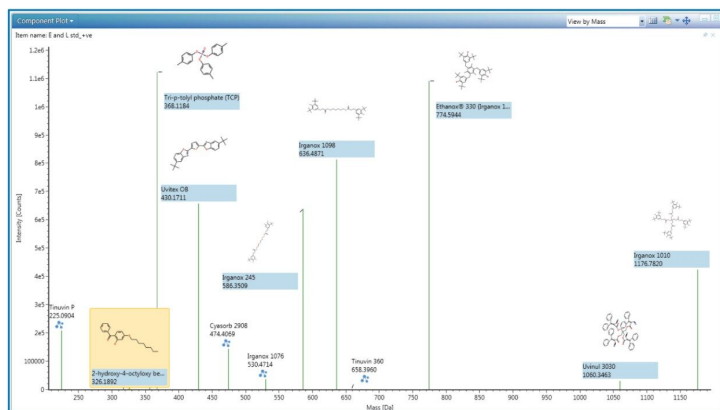 Component Plot
View by Mass
Item name: E and L std_+ve
Intensity [Counts]
1.2e6
1.1e6
1e6
9e5
8e5
7e5
6e5
5e5
4e5
3e5
2e5
100000
0
Tri-p-tolyl phosphate (TCP)
368.1184
Irganox 1098
636.4871
Ethanox® 330 (Irganox 1...
774.5944
Uvitex OB
430.1711
Irganox 245
586.3509
Irganox 1010
1176.7820
Tinuvin P
225.0904
2-hydroxy-4-octyloxy be...
326.1892
Cyasorb 2908
474.4069
Irganox 1076
530.4714
Tinuvin 360
658.3960
Uvinul 3030
1060.3463
250 300 350 400 450 500 550 600 650 700 750 800 850 900 950 1000 1050 1100 1150
Mass [Da]